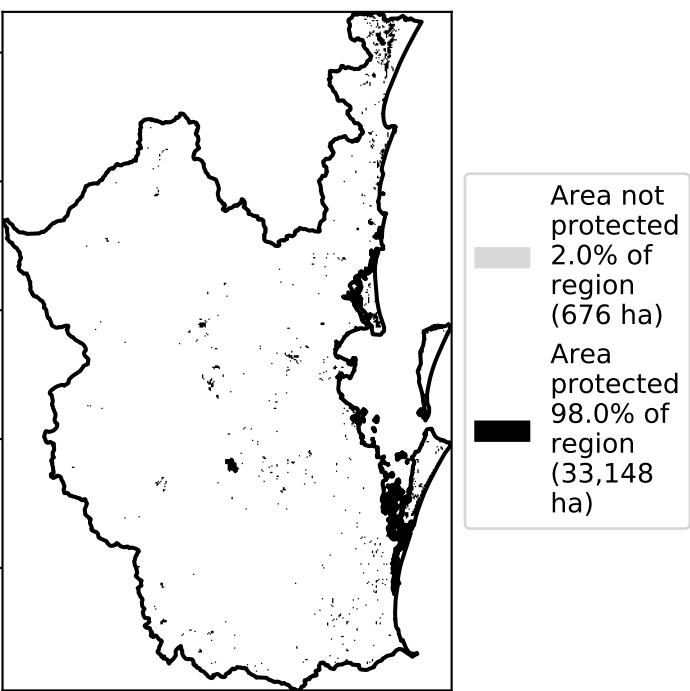 Area not
protected
2.0% of
region
(676 ha)
Area
protected
98.0% of
region
(33,148
ha)